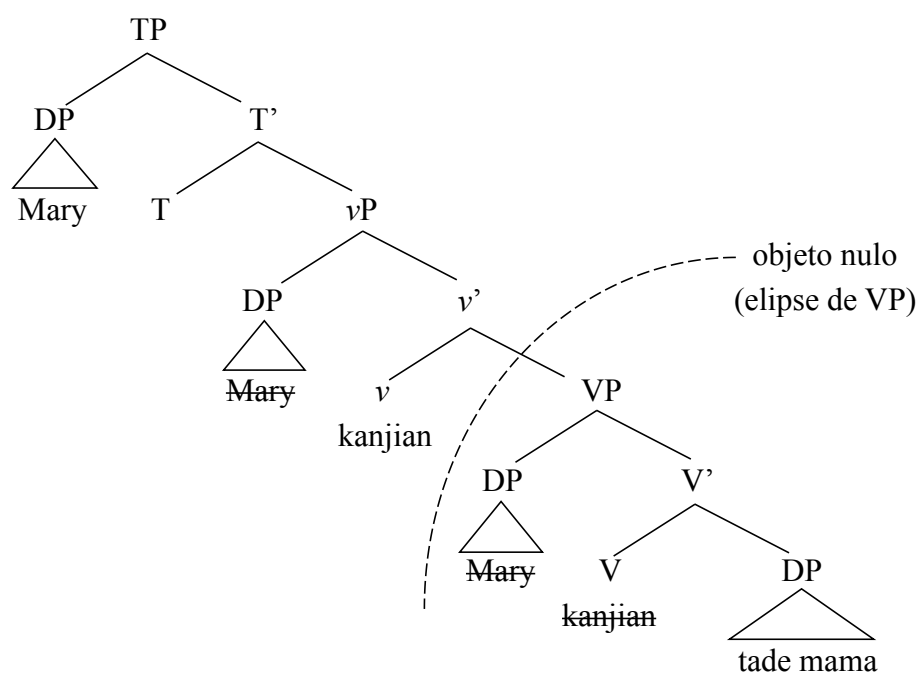 TP
DP T’
Mary T vP
objeto nulo
(elipse de VP)
DP v’
Mary v VP
kanjian
DP V’
Mary V DP
kanjian
tade mama